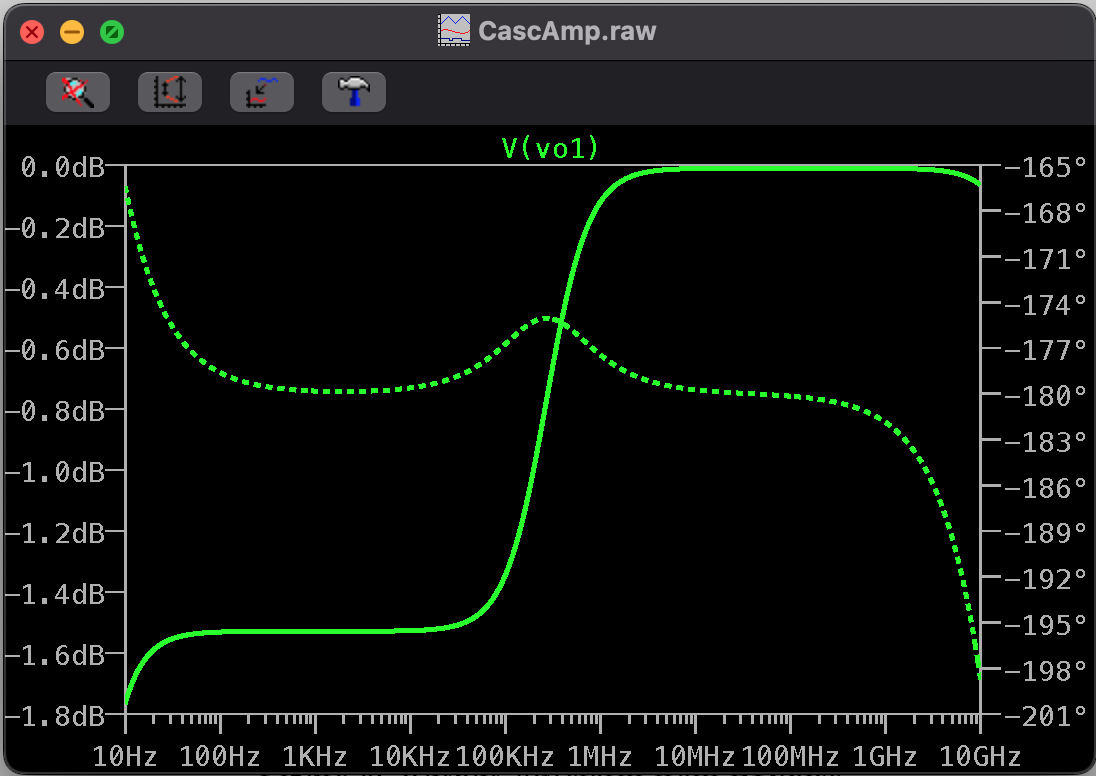 CascAmp.raw
V(vo1)
0.0dB
-0.2dB
-0.4dB
-0.6dB
-0.8dB
-1.0dB
-1.2dB
-1.4dB
-1.6dB
-1.8dB
-165°
-168°
-171°
-174°
-177°
-180°
-183°
-186°
-189°
-192°
-195°
-198°
-201°
10Hz 100Hz 1KHz 10KHz 100KHz 1MHz 10MHz 100MHz 1GHz 10GHz